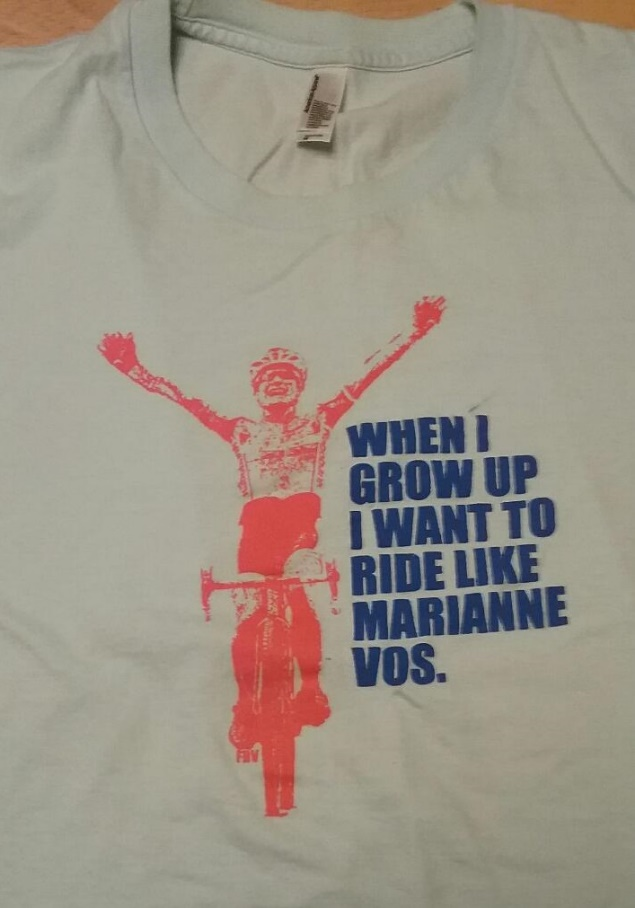 WHEN I
GROW UP
I WANT TO
RIDE LIKE
MARIANNE
VOS.